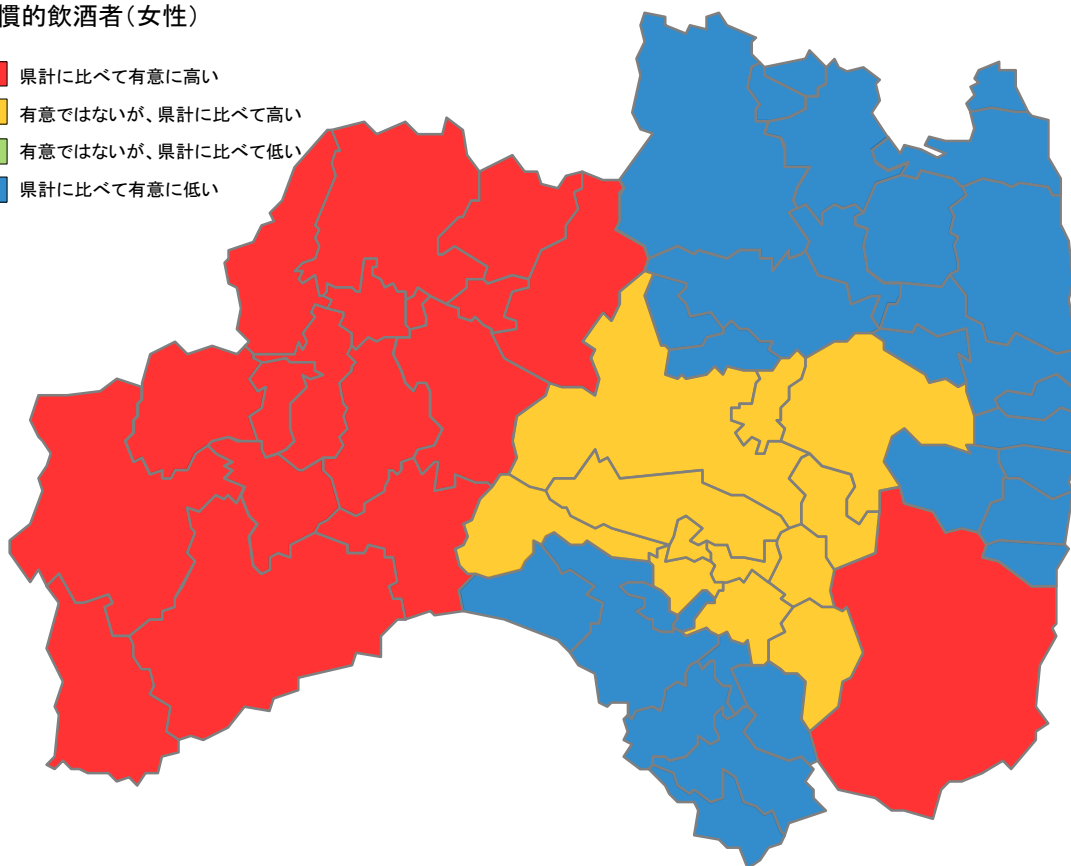 慣的飲酒者（女性）
県計に比べて有意に高い
有意ではないが、県計に比べて高い
有意ではないが、県計に比べて低い
県計に比べて有意に低い